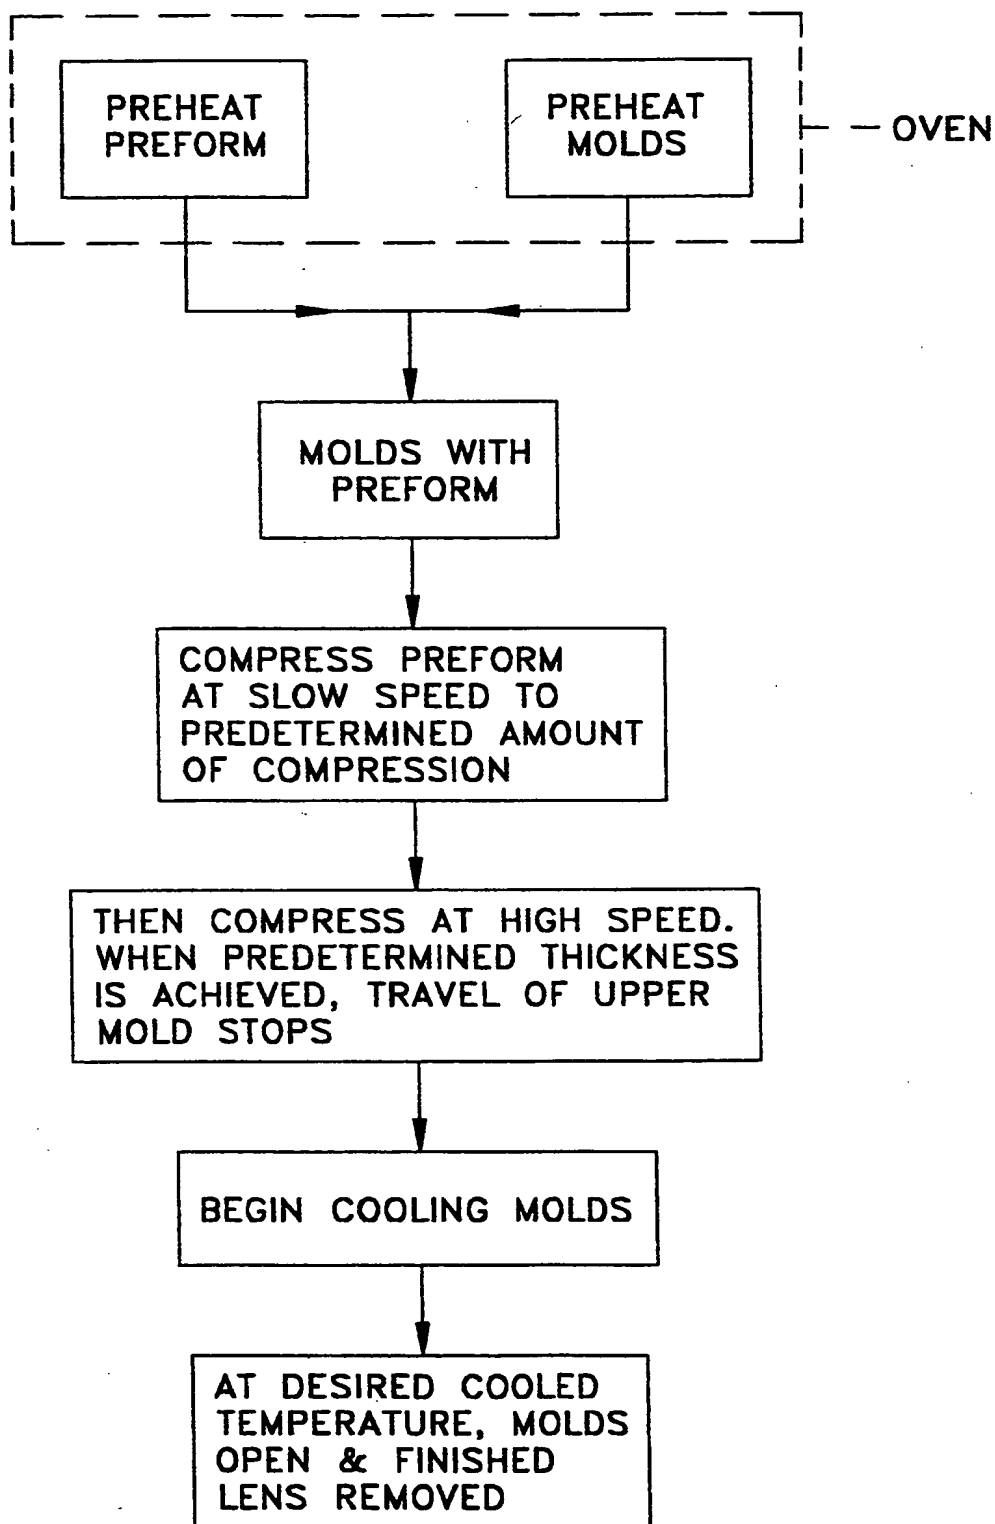 PREHEAT
PREFORM
PREHEAT
MOLDS
OVEN
MOLDS WITH
PREFORM
COMPRESS PREFORM
AT SLOW SPEED TO
PREDETERMINED AMOUNT
OF COMPRESSION
THEN COMPRESS AT HIGH SPEED.
WHEN PREDETERMINED THICKNESS
IS ACHIEVED, TRAVEL OF UPPER
MOLD STOPS
BEGIN COOLING MOLDS
AT DESIRED COOLED
TEMPERATURE, MOLDS
OPEN & FINISHED
LENS REMOVED